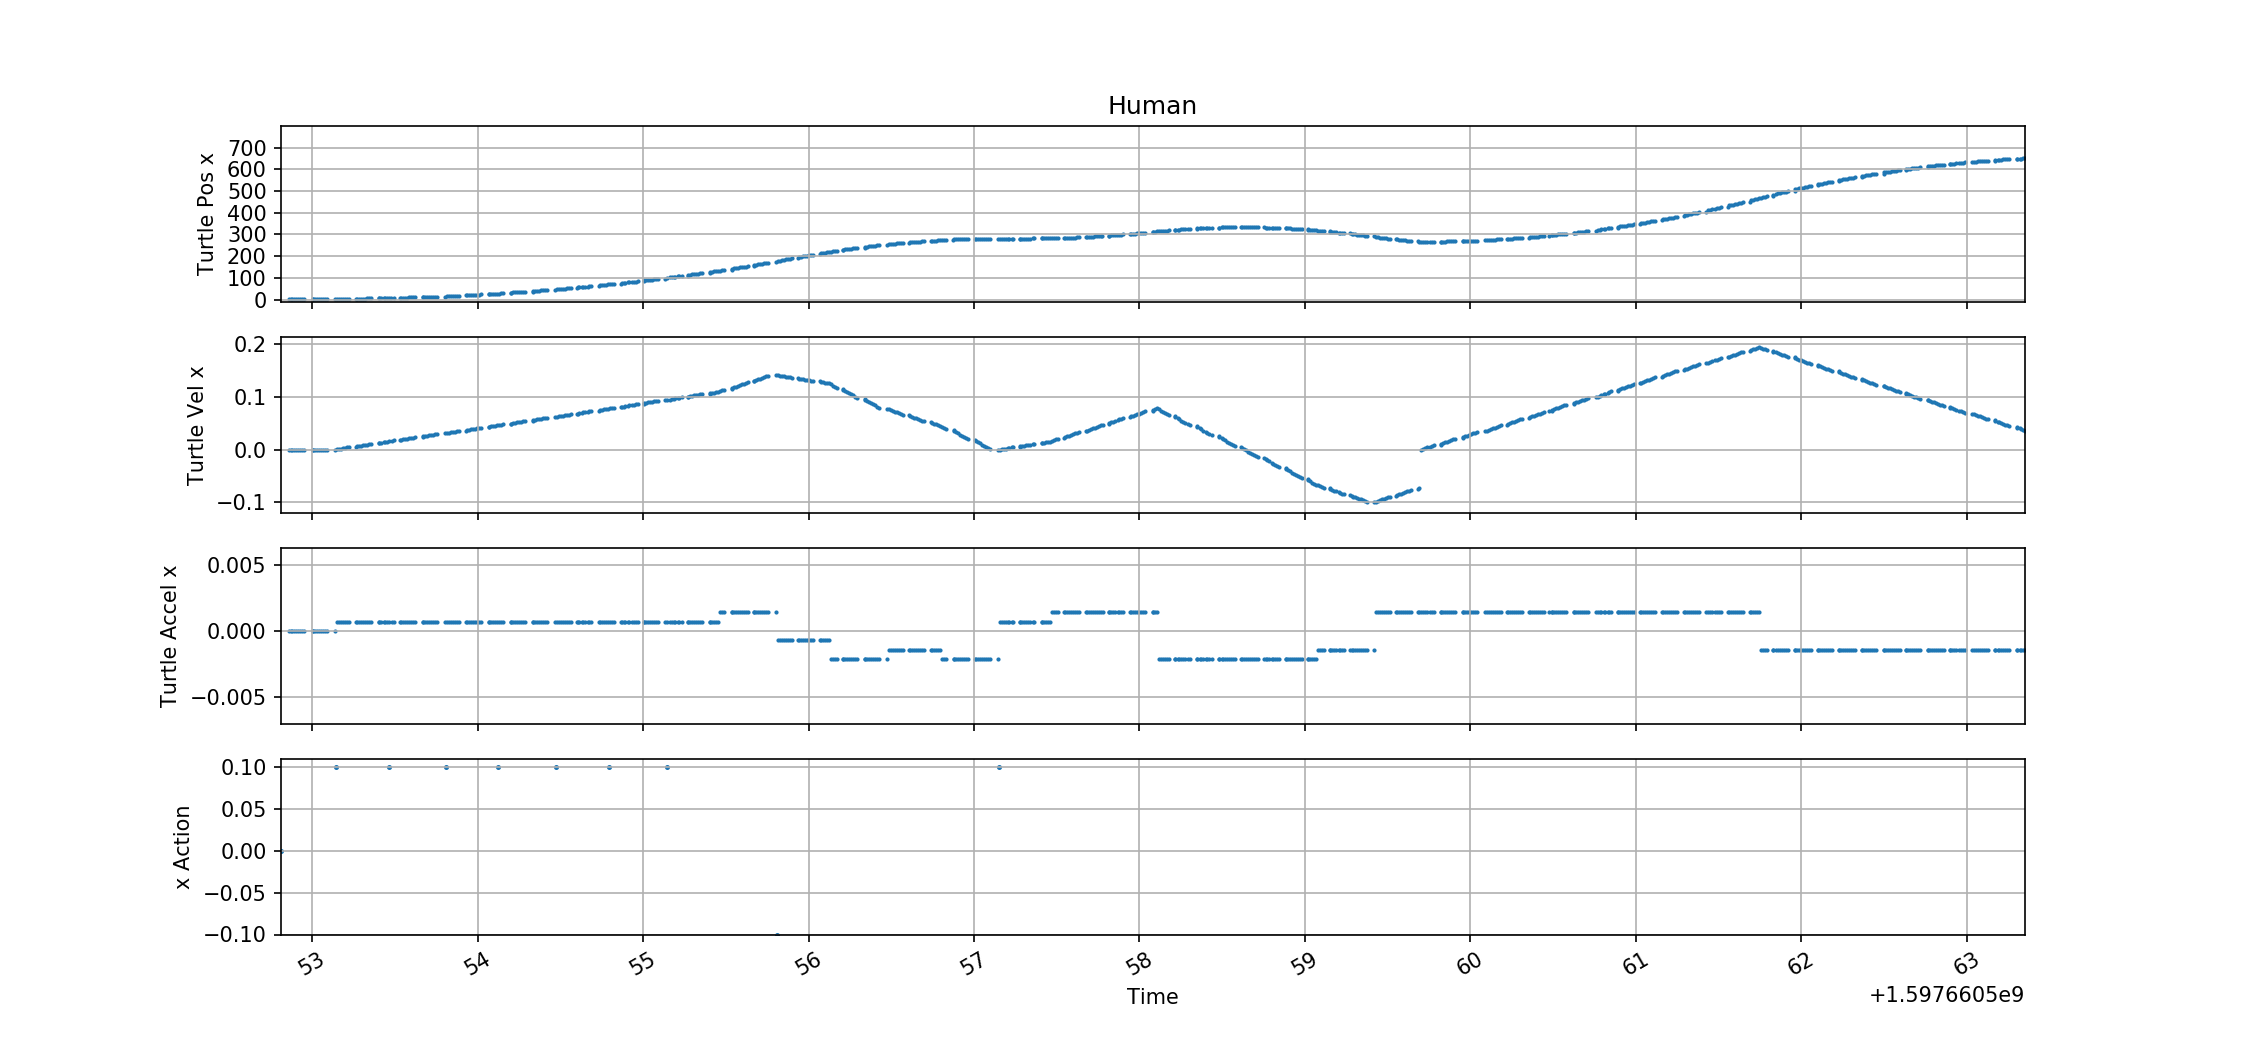 Human
Turtle Pos x
700
600
500
400
300
200
100
0
Turtle Vel x
0.2
0.1
0.0
−0.1
Turtle Accel x
0.005
0.000
−0.005
x Action
0.10
0.05
0.00
−0.05
−0.10
53 54 55 56 57 58 59 60 61 62 63
Time
+1.5976605e9